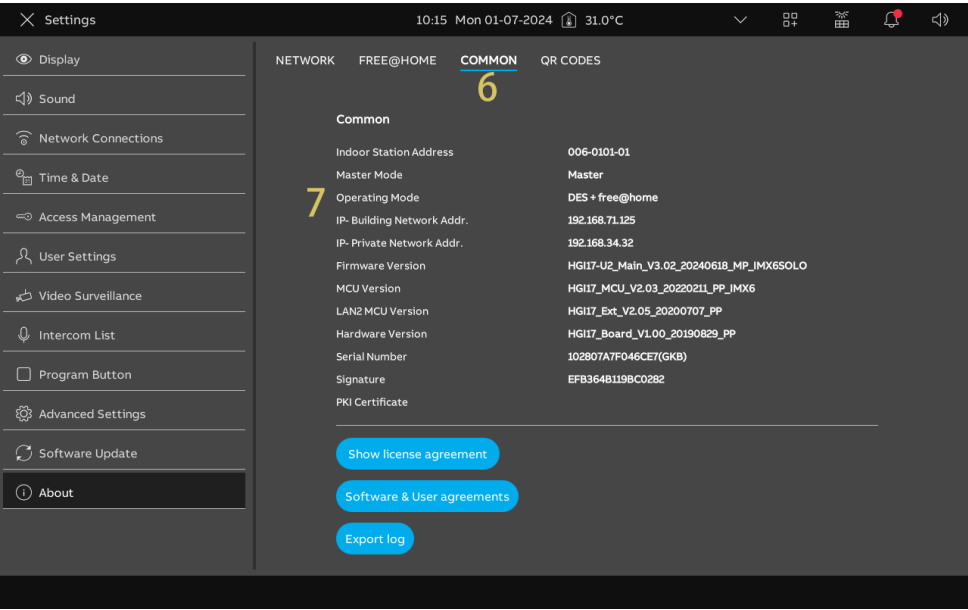 Settings
10:15 Mon 01-07-2024 31.0°C
Display
Sound
Network Connections
Time & Date
Access Management
User Settings
Video Surveillance
Intercom List
Program Button
Advanced Settings
Software Update
About
NETWORK FREE@HOME COMMON QR CODES
6
Common
Indoor Station Address 006-0101-01
Master Mode Master
7
Operating Mode DES + free@home
IP- Building Network Addr. 192.168.71.125
IP- Private Network Addr. 192.168.34.32
Firmware Version HGI17-U2_Main_V3.02_20240618_MP_IMX6SOLO
MCU Version HGI17_MCU_V2.03_20220211_PP_IMX6
LAN2 MCU Version HGI17_Ext_V2.05_20200707_PP
Hardware Version HGI17_Board_V1.00_20190829_PP
Serial Number 102807A7F046CE7(GKB)
Signature EFB364B119BC0282
PKI Certificate
Show license agreement
Software & User agreements
Export log